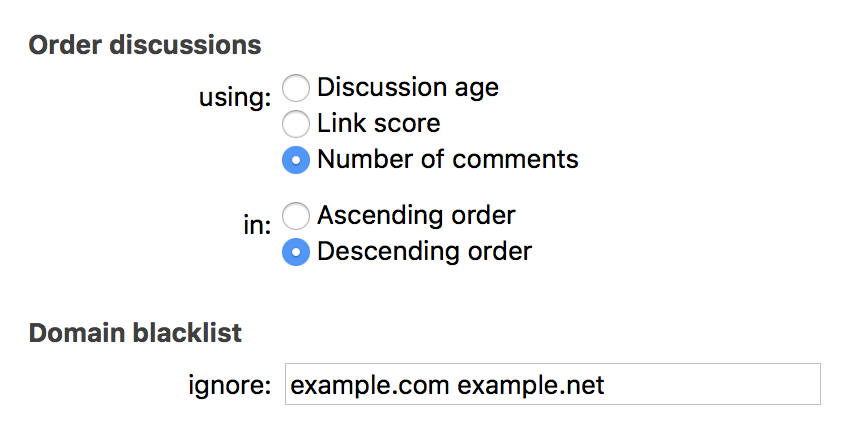 Order discussions
using:
Discussion age
Link score
Number of comments
in:
Ascending order
Descending order
Domain blacklist
ignore: example.com example.net